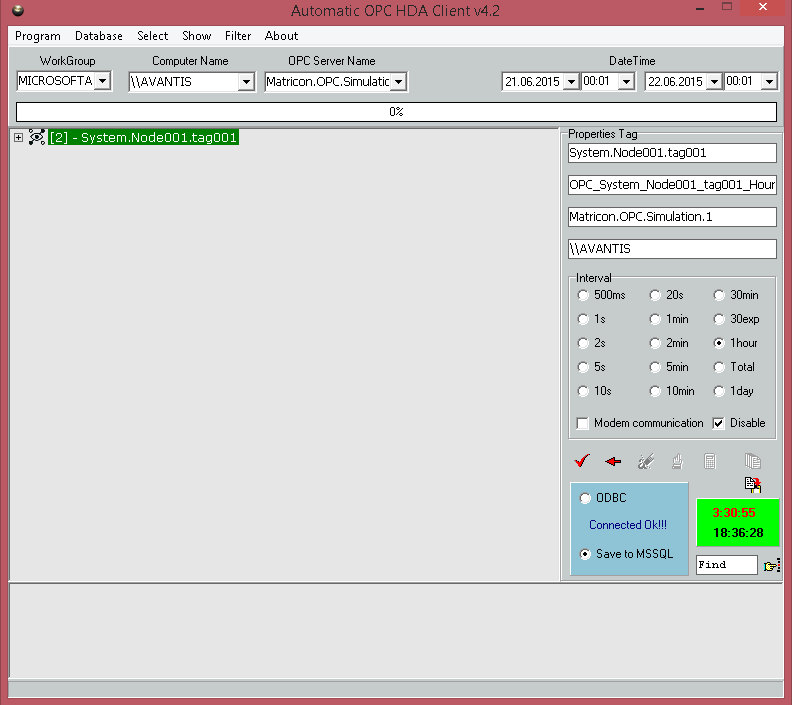 Automatic OPC HDA Client v4.2
Program Database Select Show Filter About
WorkGroup Computer Name OPC Server Name DateTime
MICROSOFTA \\AVANTIS Matricon.OPC.Simulatic 21.06.2015 00:01 22.06.2015 00:01
0%
[2] - System.Node001.tag001
Properties Tag
System.Node001.tag001
OPC_System_Node001_tag001_Hour
Matricon.OPC.Simulation.1
\\AVANTIS
Interval
500ms 20s 30min
1s 1min 30exp
2s 2min 1hour
5s 5min Total
10s 10min 1day
Modem communication Disable
ODBC
Connected Ok!!!
Save to MSSQL
3:30:55
18:36:28
Find